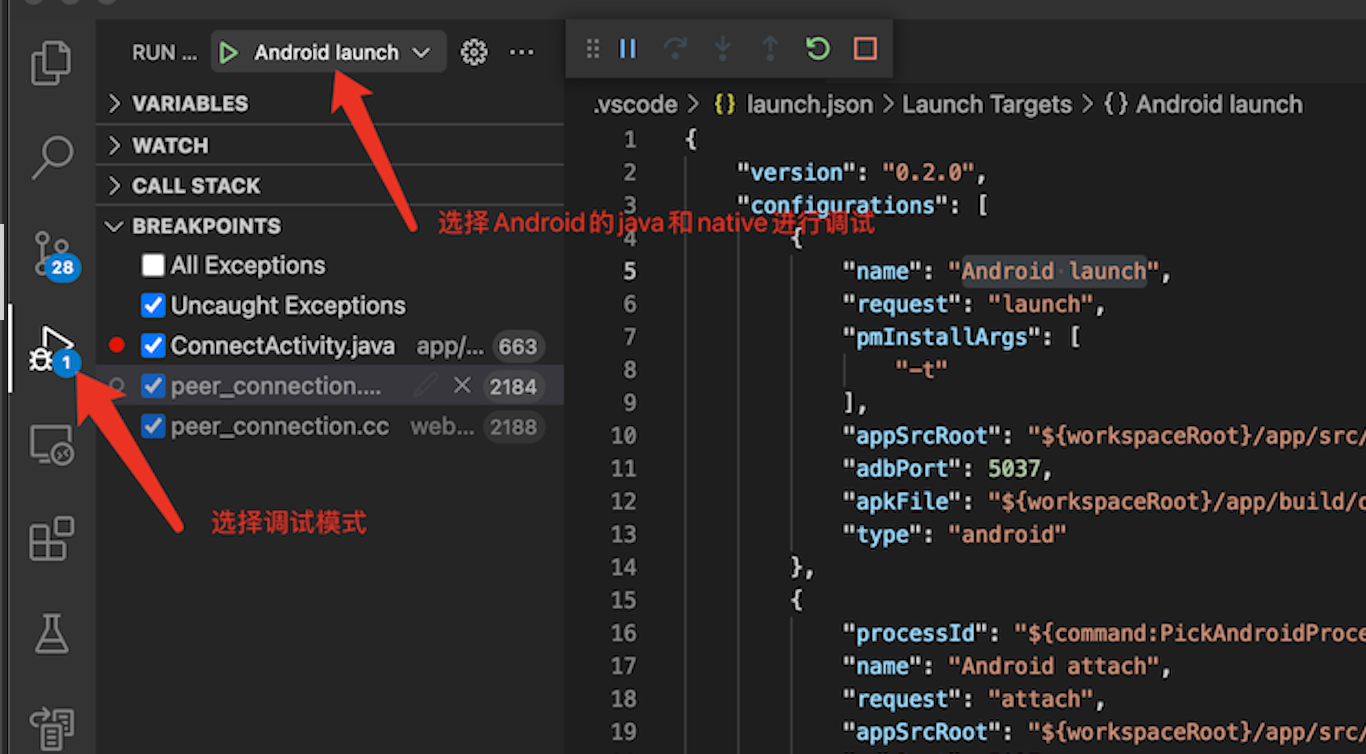 RUN ...
Android launch
VARIABLES
WATCH
CALL STACK
BREAKPOINTS
All Exceptions
Uncaught Exceptions
ConnectActivity.java app/... 663
peer_connection.... 2184
peer_connection.cc web... 2188
28
1
选择Android的java和native进行调试
选择调试模式
.vscode > {} launch.json > Launch Targets > {} Android launch
1 {
2 "version": "0.2.0",
3 "configurations": [
4 {
5 "name": "Android launch",
6 "request": "launch",
7 "pmInstallArgs": [
8 "-t"
9 ],
10 "appSrcRoot": "${workspaceRoot}/app/src/
11 "adbPort": 5037,
12 "apkFile": "${workspaceRoot}/app/build/o
13 "type": "android"
14 },
15 {
16 "processId": "${command:PickAndroidProce
17 "name": "Android attach",
18 "request": "attach",
19 "appSrcRoot": "${workspaceRoot}/app/src/